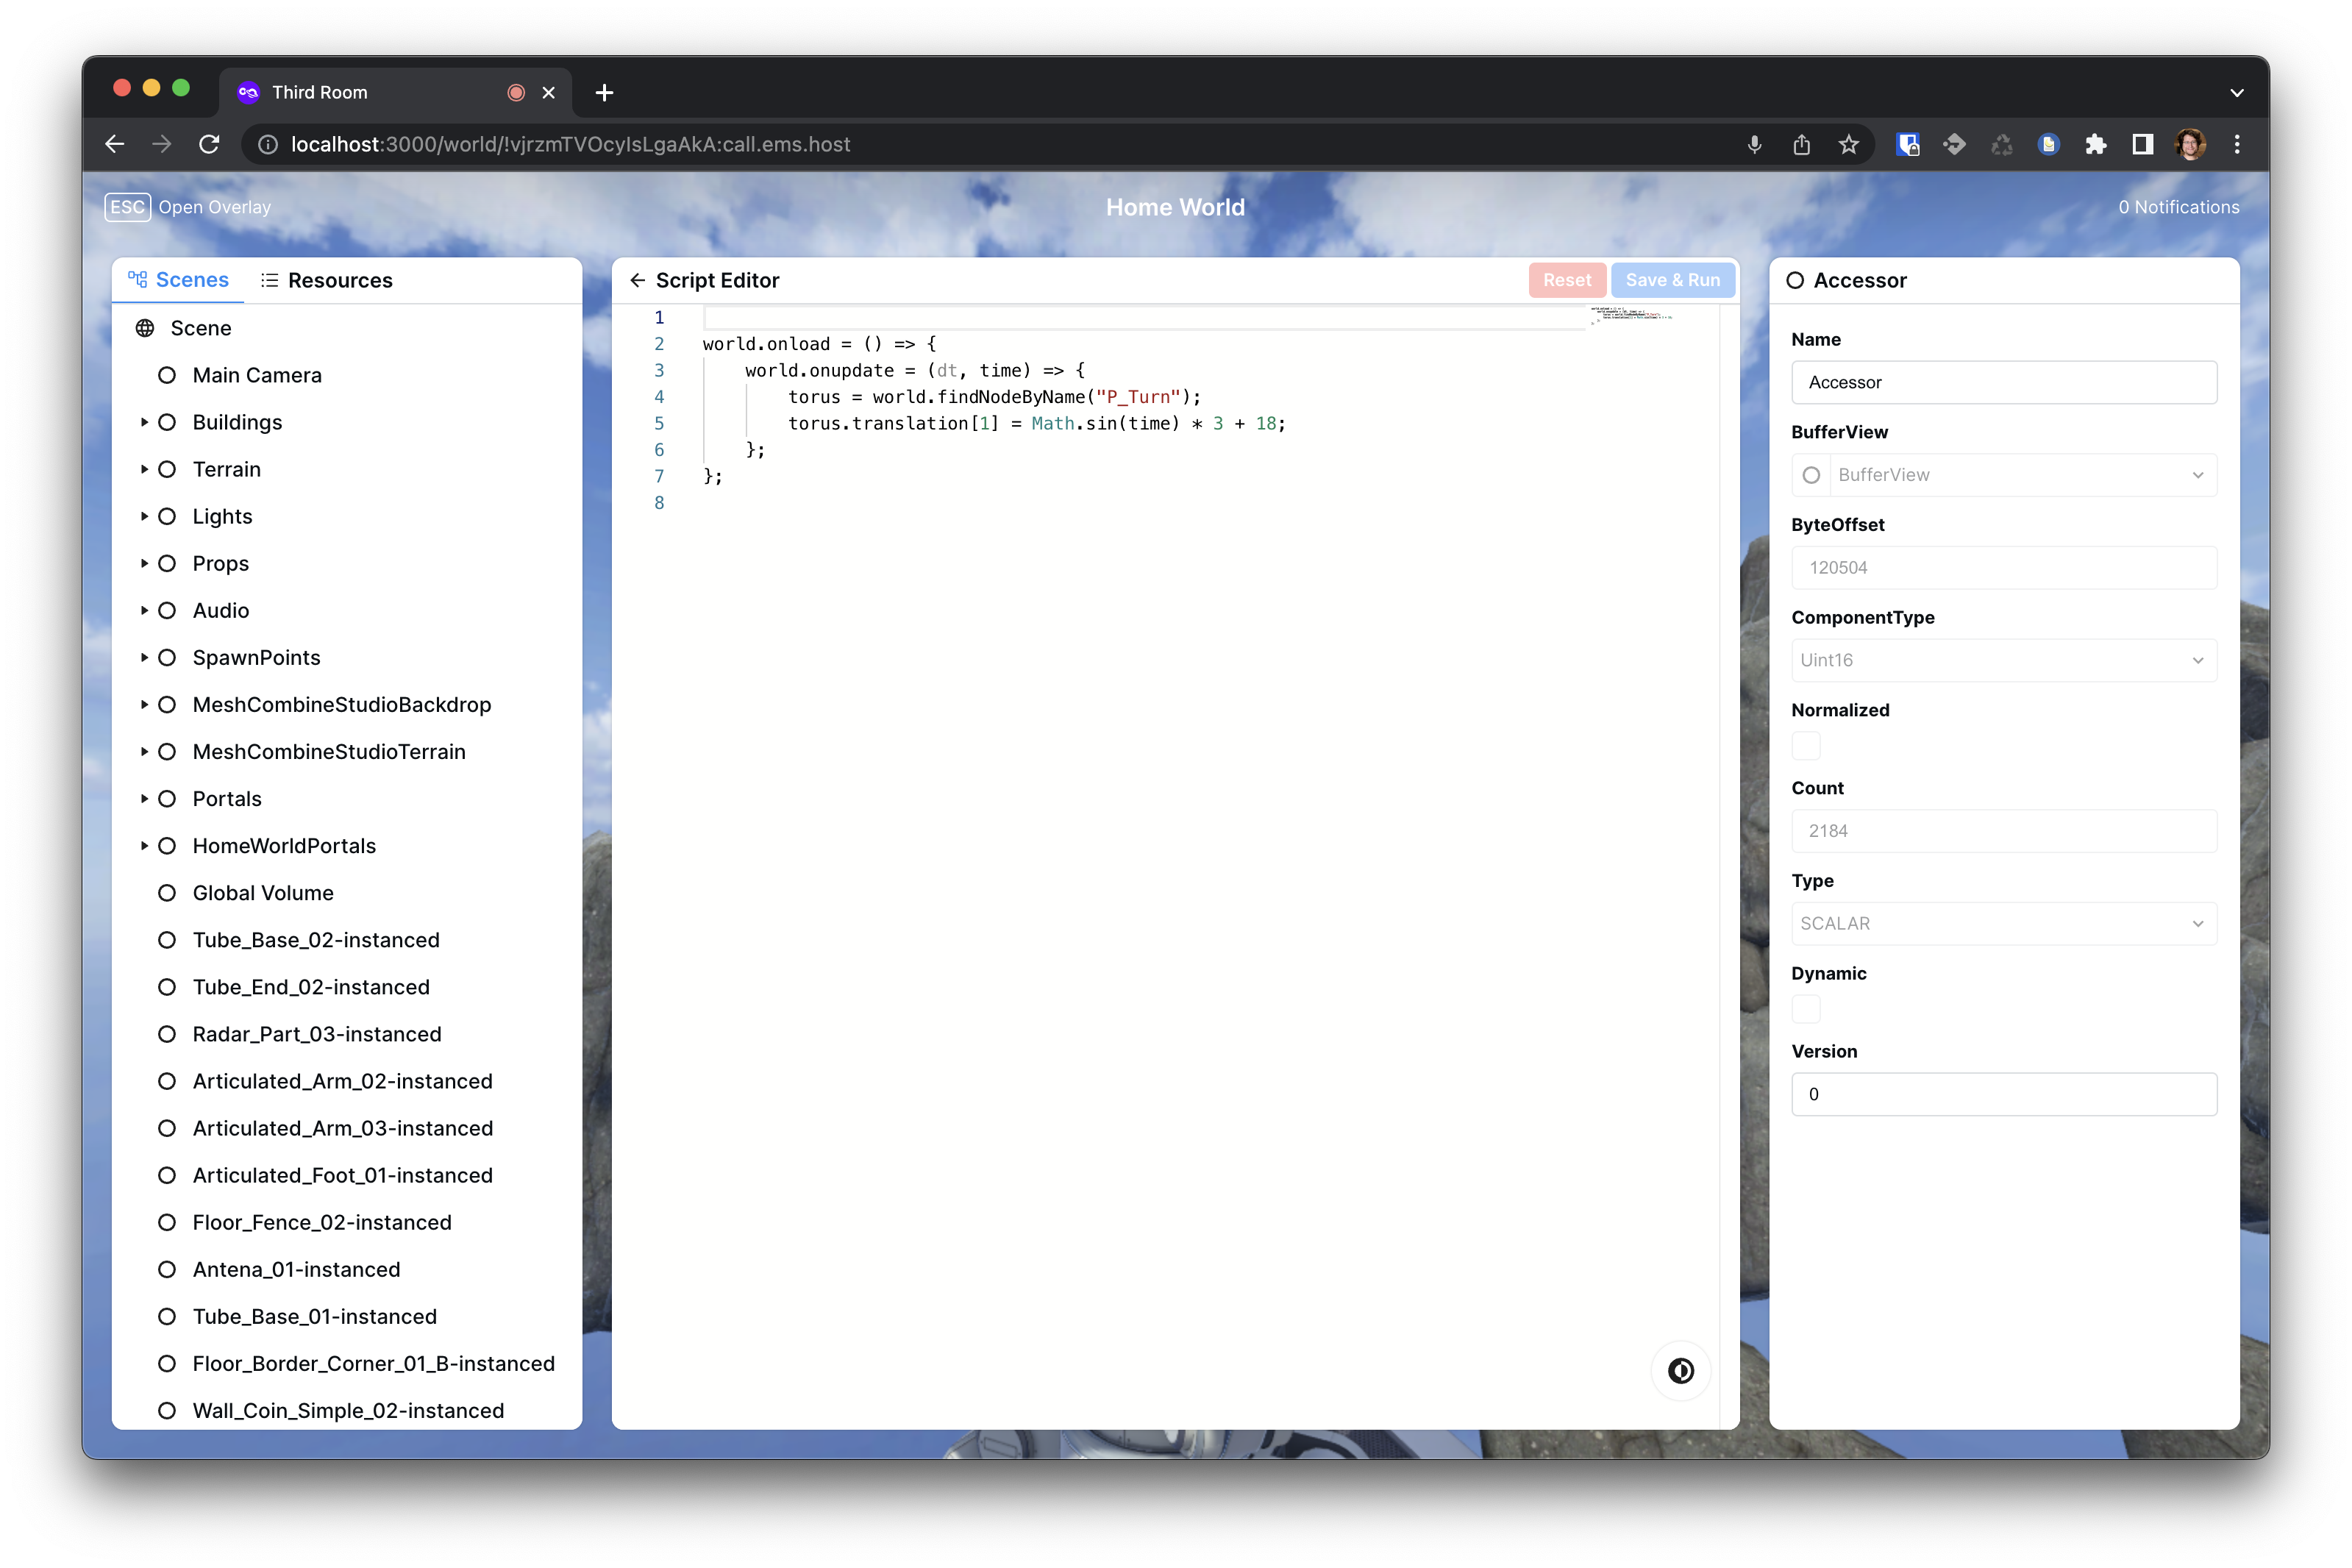 Third Room
localhost:3000/world/!vjrzmTVOcyIsLgaAkA:call.ems.host
ESC Open Overlay
Home World
0 Notifications
Scenes
Resources
Scene
Main Camera
Buildings
Terrain
Lights
Props
Audio
SpawnPoints
MeshCombineStudioBackdrop
MeshCombineStudioTerrain
Portals
HomeWorldPortals
Global Volume
Tube_Base_02-instanced
Tube_End_02-instanced
Radar_Part_03-instanced
Articulated_Arm_02-instanced
Articulated_Arm_03-instanced
Articulated_Foot_01-instanced
Floor_Fence_02-instanced
Antena_01-instanced
Tube_Base_01-instanced
Floor_Border_Corner_01_B-instanced
Wall_Coin_Simple_02-instanced
Script Editor
Reset
Save & Run
1
2 world.onload = () => {
3 world.onupdate = (dt, time) => {
4 torus = world.findNodeByName("P_Turn");
5 torus.translation[1] = Math.sin(time) * 3 + 18;
6 };
7 };
8
Accessor
Name
Accessor
BufferView
BufferView
ByteOffset
120504
ComponentType
Uint16
Normalized
Count
2184
Type
SCALAR
Dynamic
Version
0